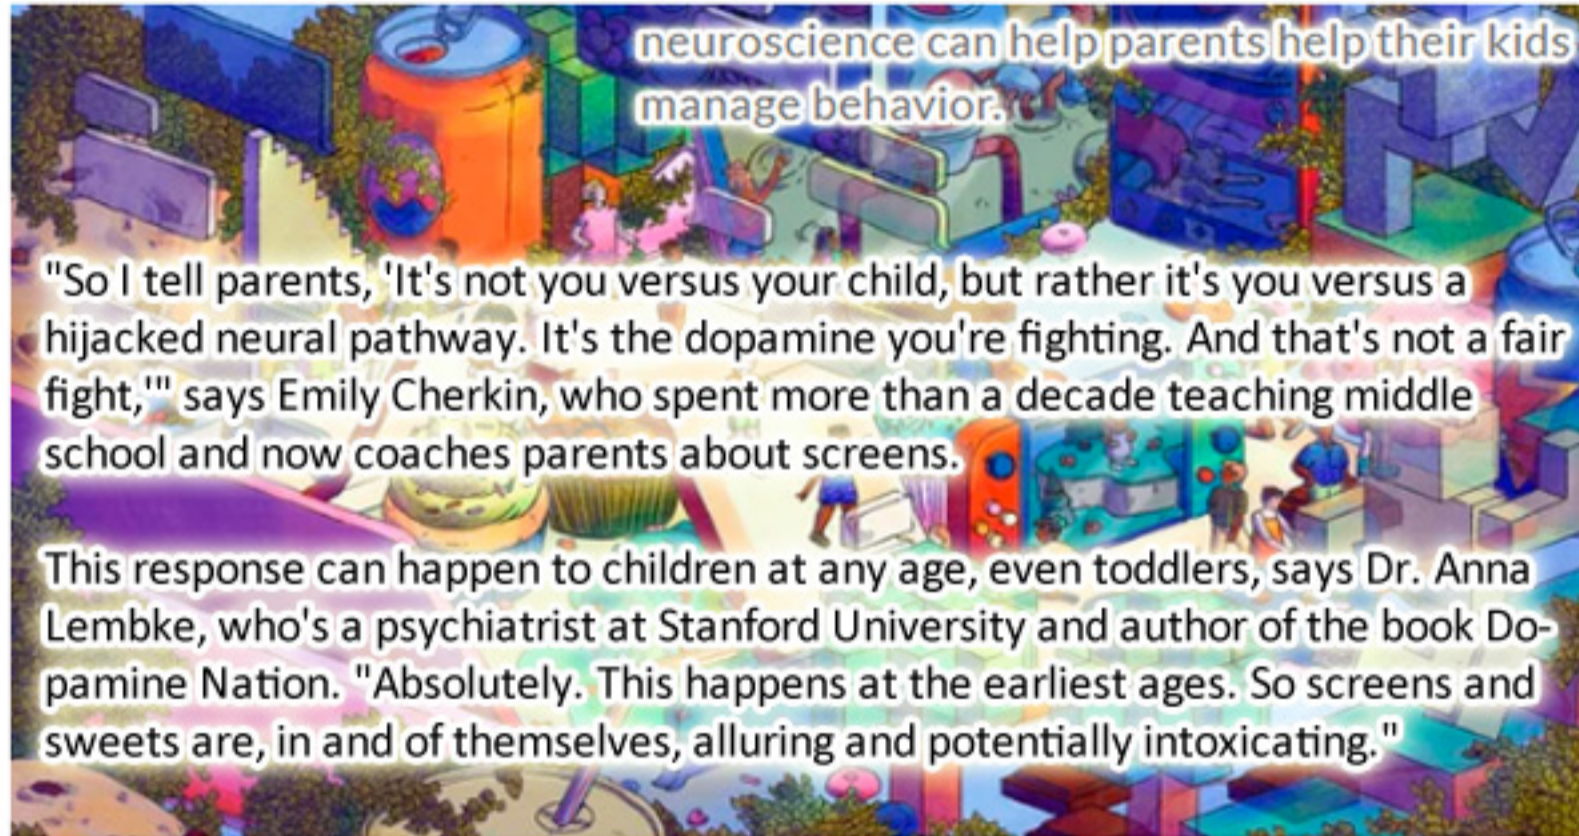 neuroscience can help parents help their kids
manage behavior.
"So I tell parents, 'It's not you versus your child, but rather it's you versus a
hijacked neural pathway. It's the dopamine you're fighting. And that's not a fair
fight,'" says Emily Cherkin, who spent more than a decade teaching middle
school and now coaches parents about screens.
This response can happen to children at any age, even toddlers, says Dr. Anna
Lembke, who's a psychiatrist at Stanford University and author of the book Do-
pamine Nation. "Absolutely. This happens at the earliest ages. So screens and
sweets are, in and of themselves, alluring and potentially intoxicating."